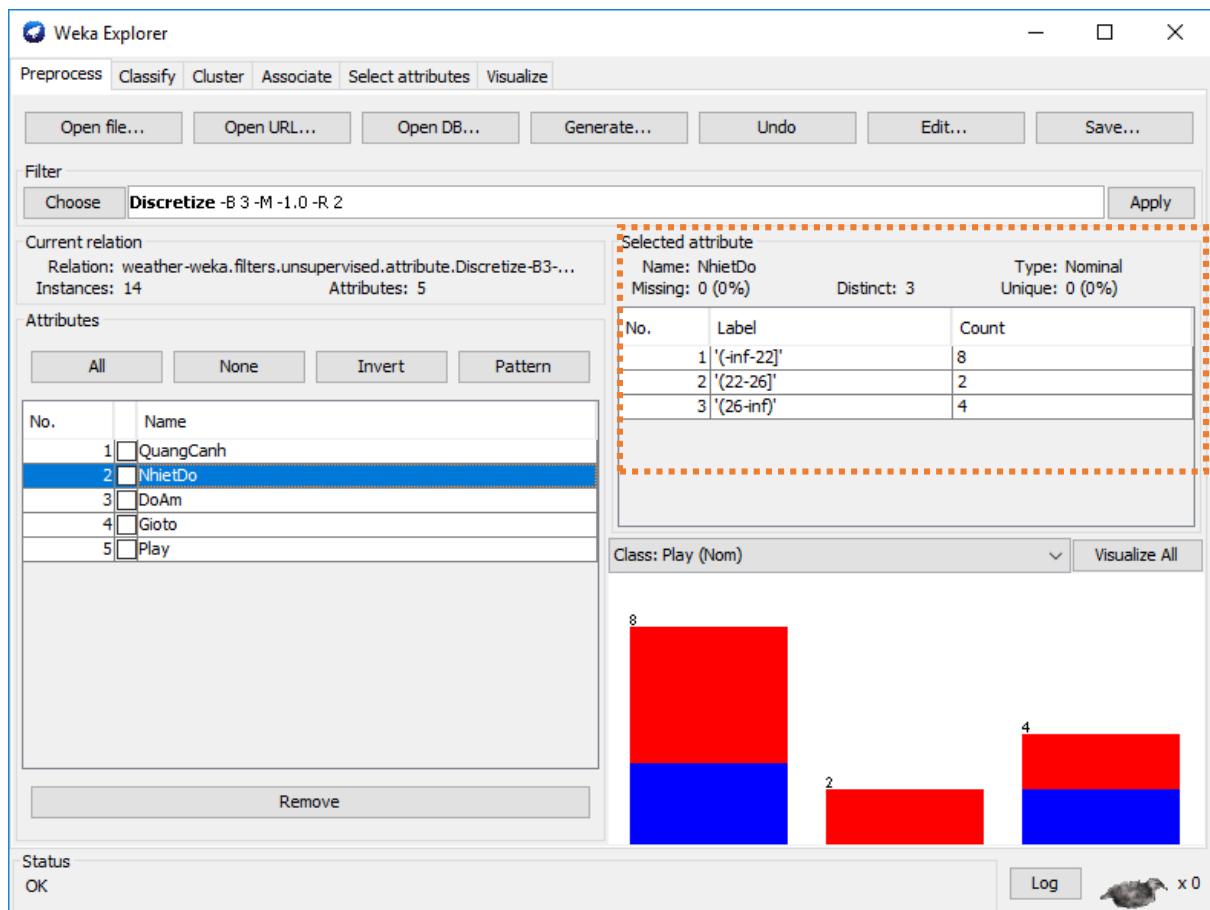 Weka Explorer
Preprocess Classify Cluster Associate Select attributes Visualize
Open file... Open URL... Open DB... Generate... Undo Edit... Save...
Filter
Choose Discretize -B 3 -M -1.0 -R 2 Apply
Current relation
Relation: weather-weka.filters.unsupervised.attribute.Discretize-B3-...
Instances: 14 Attributes: 5
Selected attribute
Name: NhietDo Type: Nominal
Missing: 0 (0%) Distinct: 3 Unique: 0 (0%)
No. Label Count
1 '(-inf-22]' 8
2 '(22-26]' 2
3 '(26-inf)' 4
Attributes
All None Invert Pattern
No. Name
1 QuangCanh
2 NhietDo
3 DoAm
4 Gioto
5 Play
Remove
Class: Play (Nom) Visualize All
8
2
4
Status
OK
Log x 0